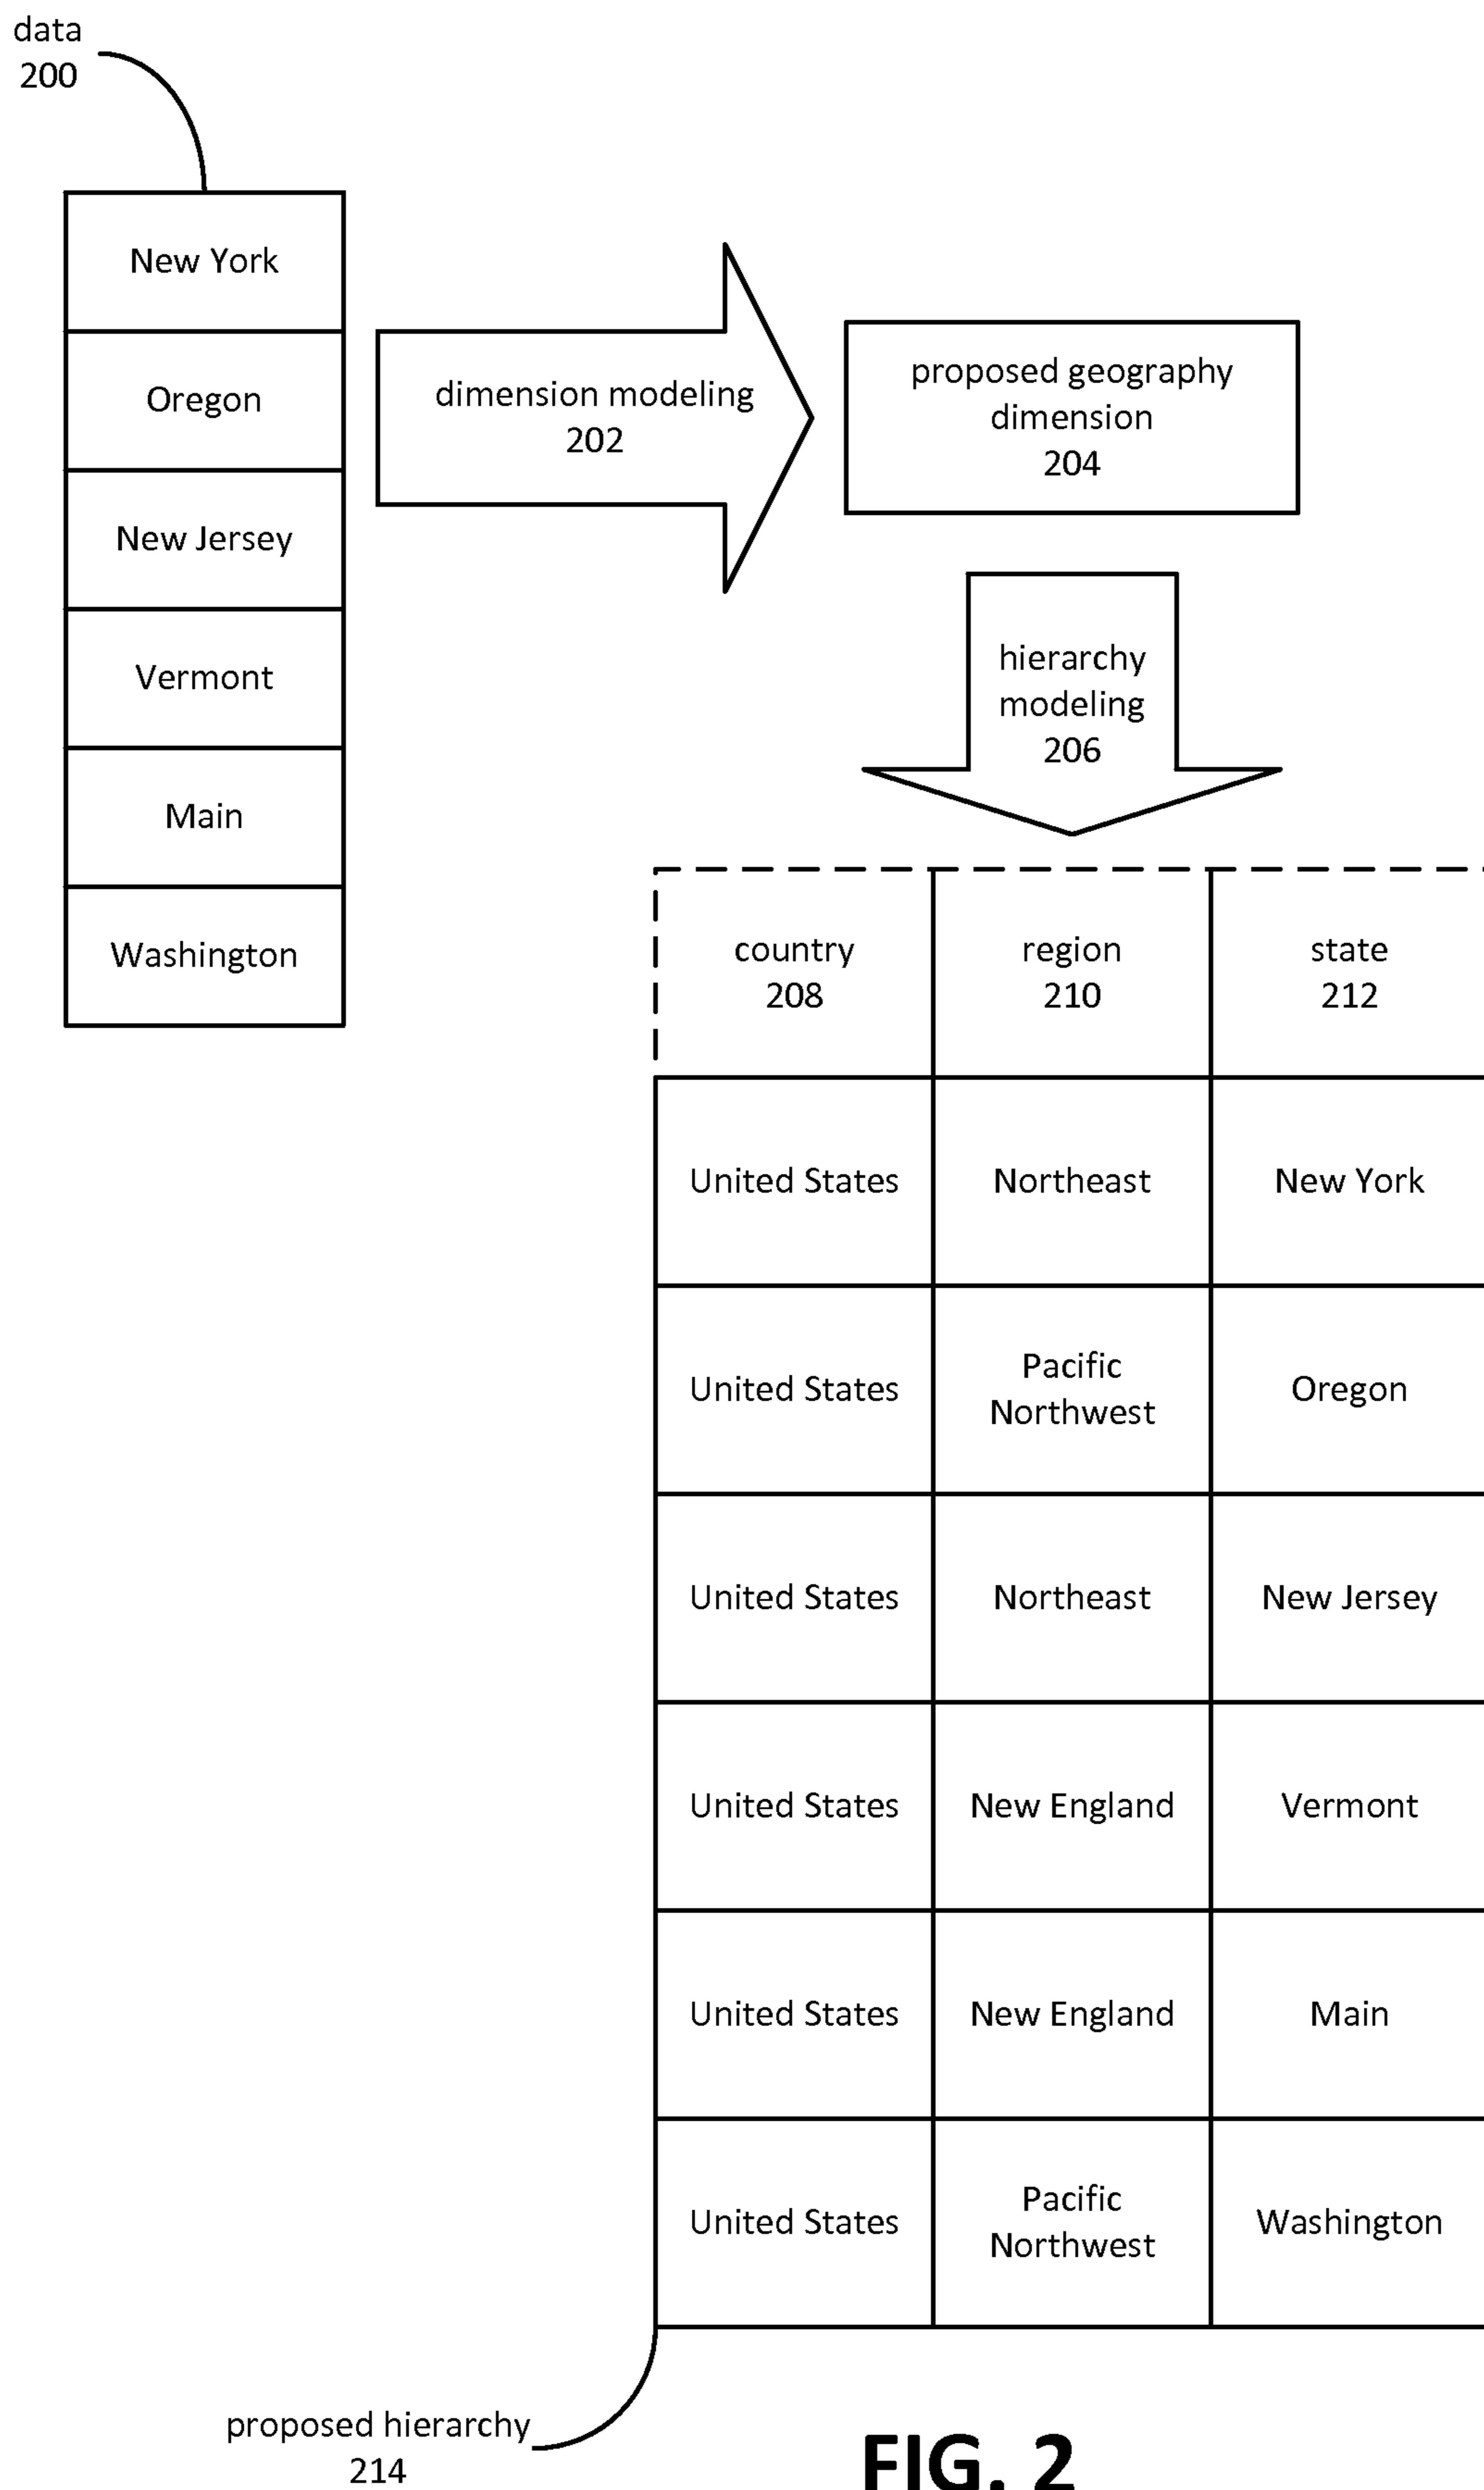 data
200
New York
Oregon
New Jersey
Vermont
Main
Washington
dimension modeling
202
proposed geography
dimension
204
hierarchy
modeling
206
country
208
region
210
state
212
United States
Northeast
New York
United States
Pacific
Northwest
Oregon
United States
Northeast
New Jersey
United States
New England
Vermont
United States
New England
Main
United States
Pacific
Northwest
Washington
proposed hierarchy
214
FIG. 2